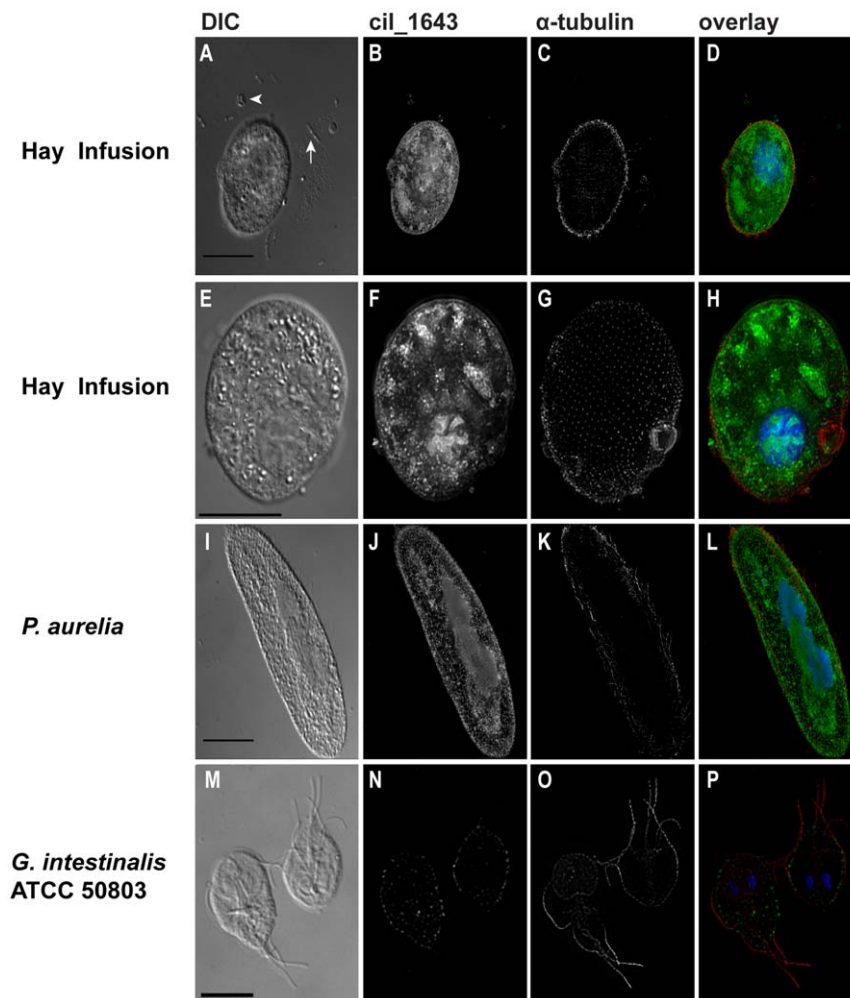 DIC cil_1643 α-tubulin overlay
Hay Infusion A B C D
Hay Infusion E F G H
P. aurelia I J K L
G. intestinalis
ATCC 50803 M N O P